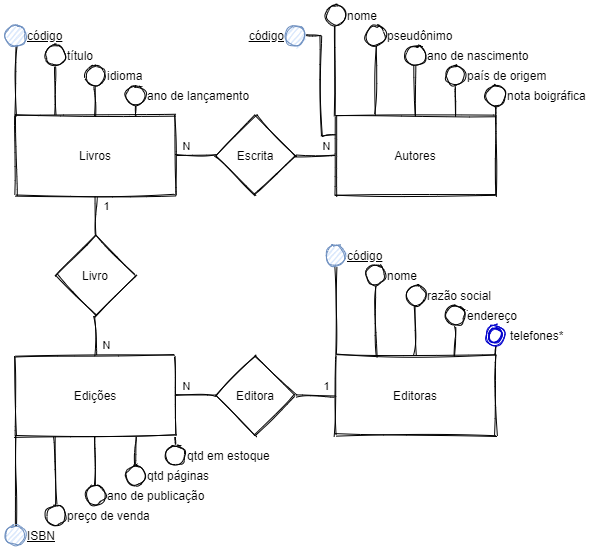 código
título
idioma
ano de lançamento
código
nome
pseudônimo
ano de nascimento
país de origem
nota boigráfica
Livros
N
Escrita
N
Autores
1
Livro
N
código
nome
razão social
endereço
telefones*
Edições
N
Editora
1
Editoras
qtd em estoque
qtd páginas
ano de publicação
preço de venda
ISBN